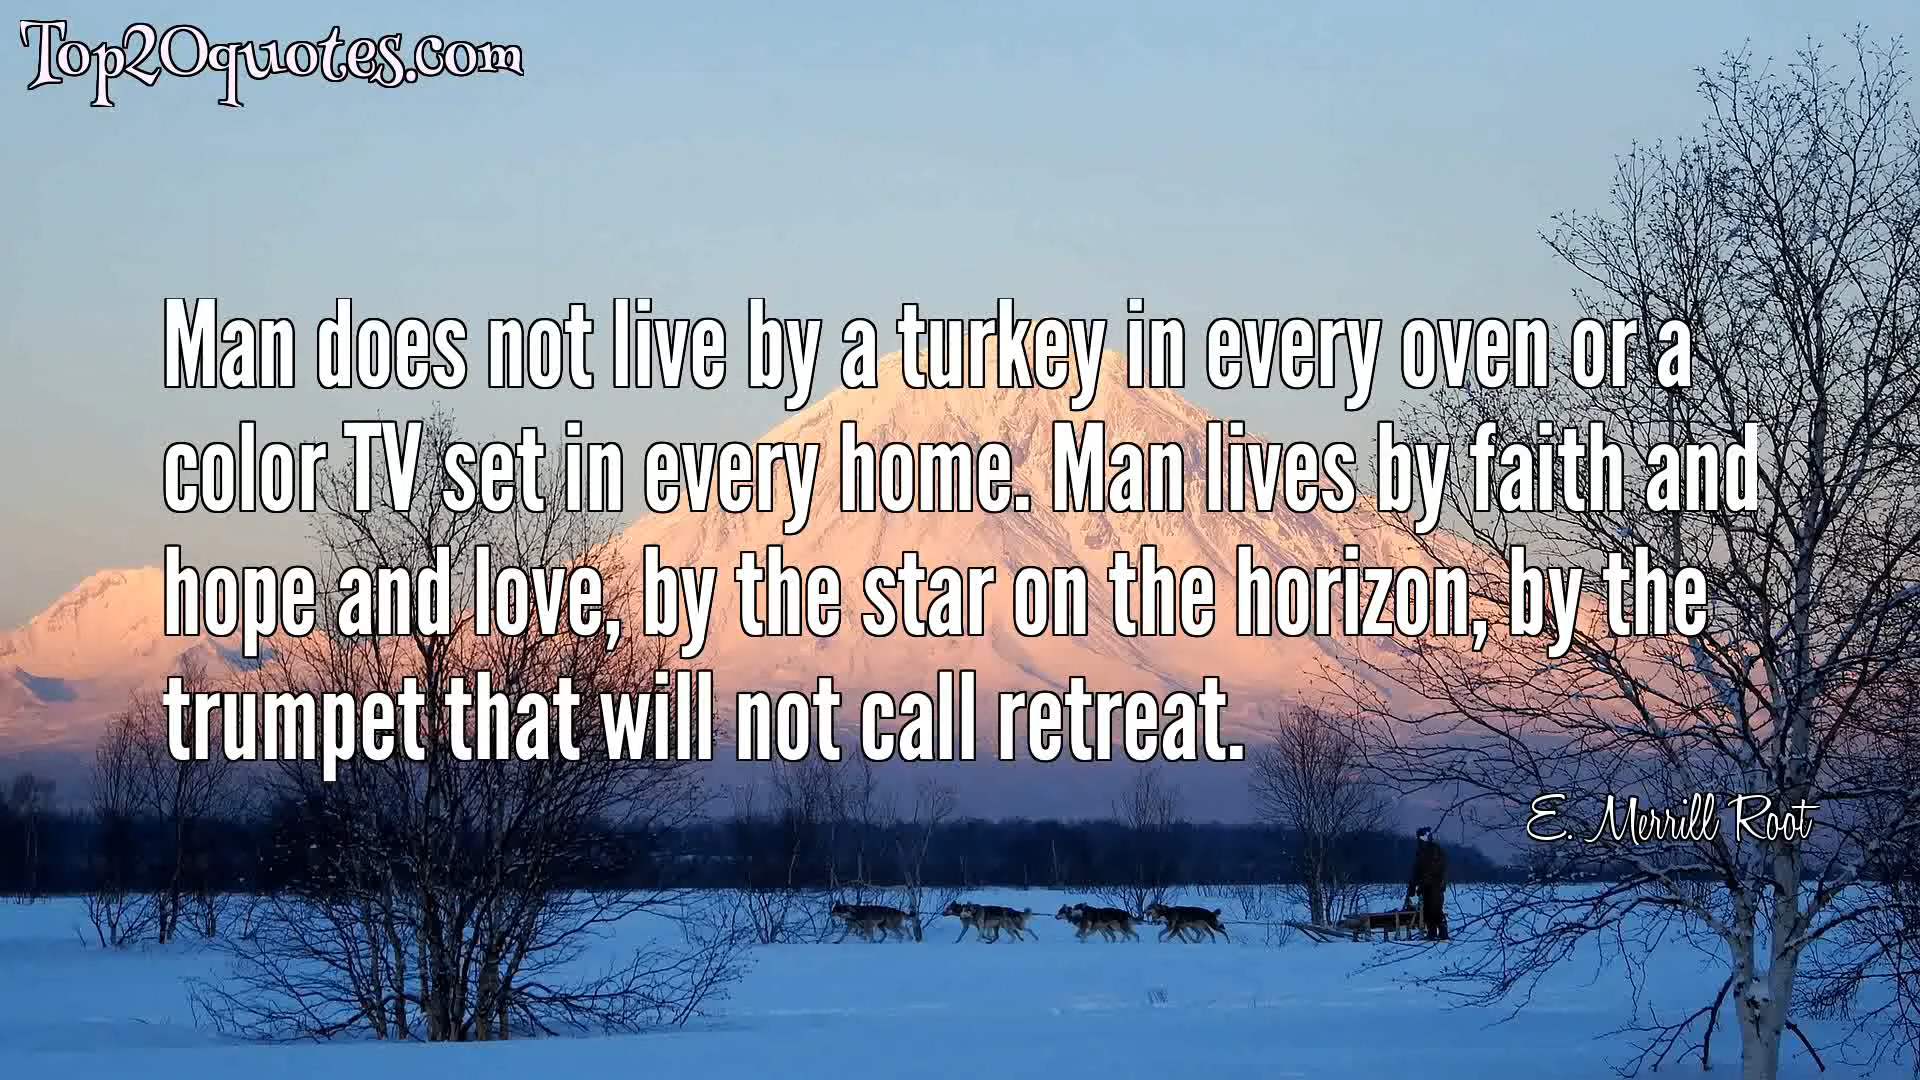 Top20quotes.com
Man does not live by a turkey in every oven or a
color TV set in every home. Man lives by faith and
hope and love, by the star on the horizon, by the
trumpet that will not call retreat.
E. Merrill Root